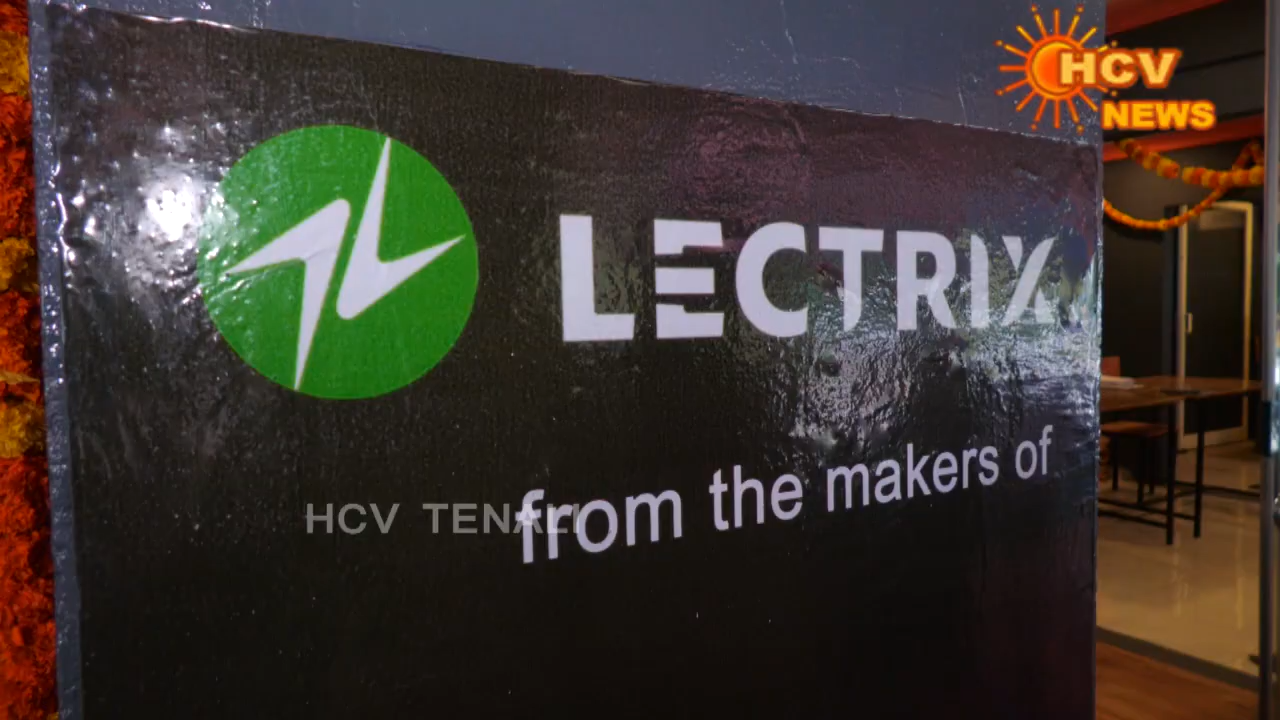 HCV
NEWS
LECTRIX
from the makers of
HCV TENALI